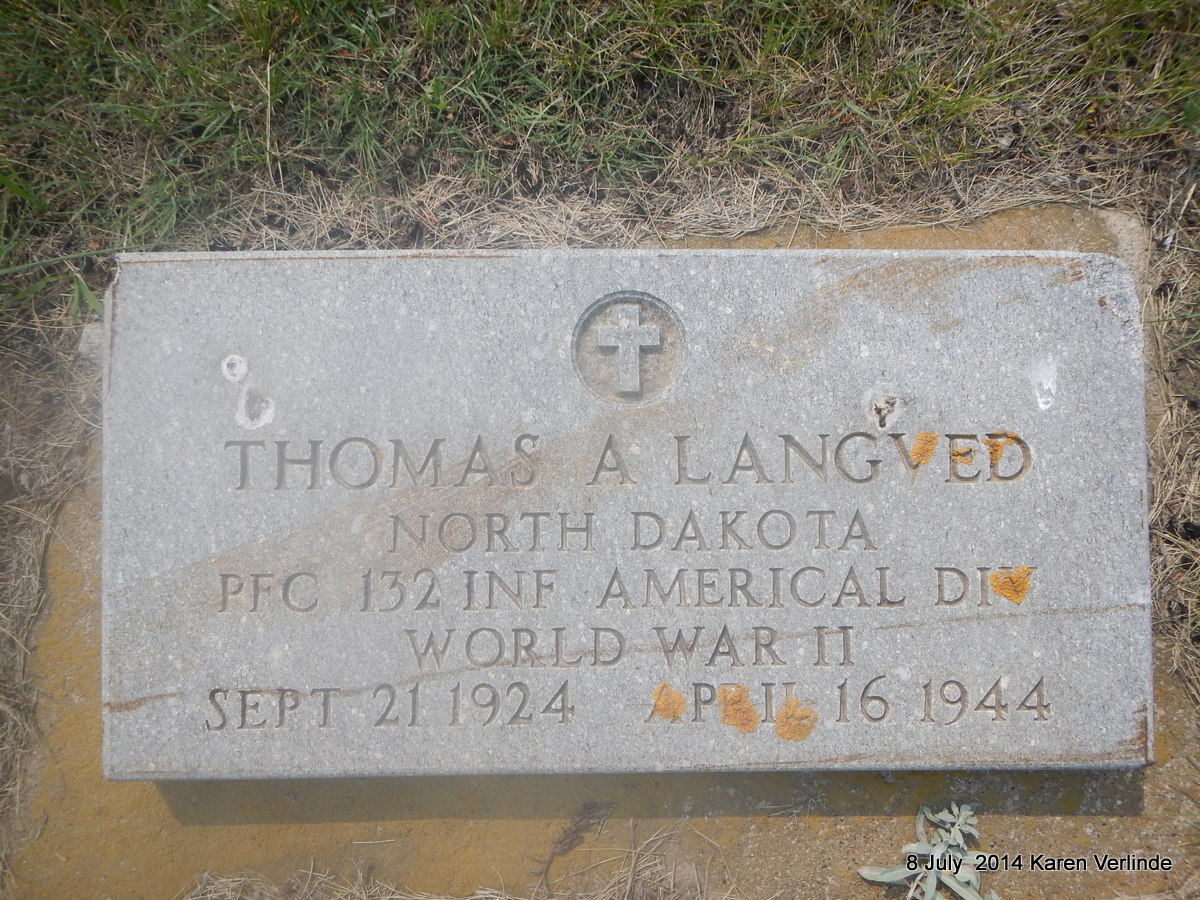 THOMAS A LANGVED
NORTH DAKOTA
PFC 132 INF AMERICAL DIV
WORLD WAR II
SEPT 21 1924 APRIL 16 1944
8 July 2014 Karen Verlinde